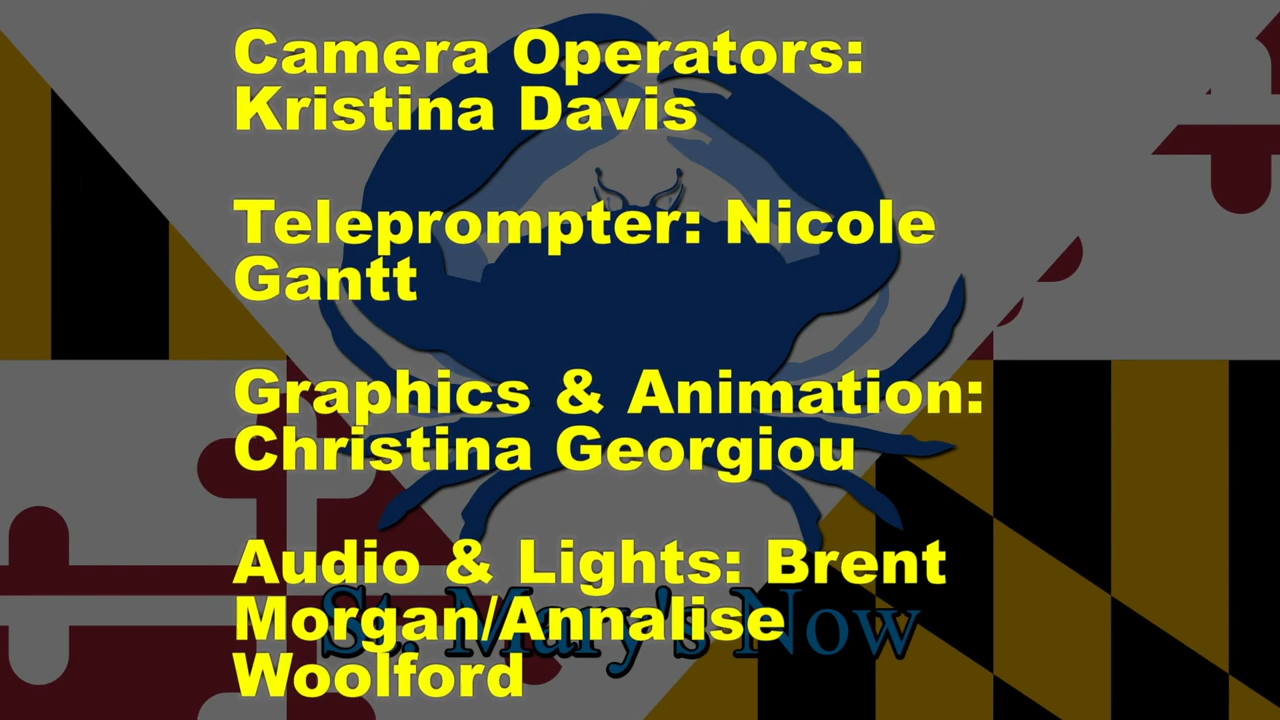 Camera Operators:
Kristina Davis
Teleprompter: Nicole
Gantt
Graphics & Animation:
Christina Georgiou
Audio & Lights: Brent
Morgan/Annalise
Woolford
St. Mary's Now